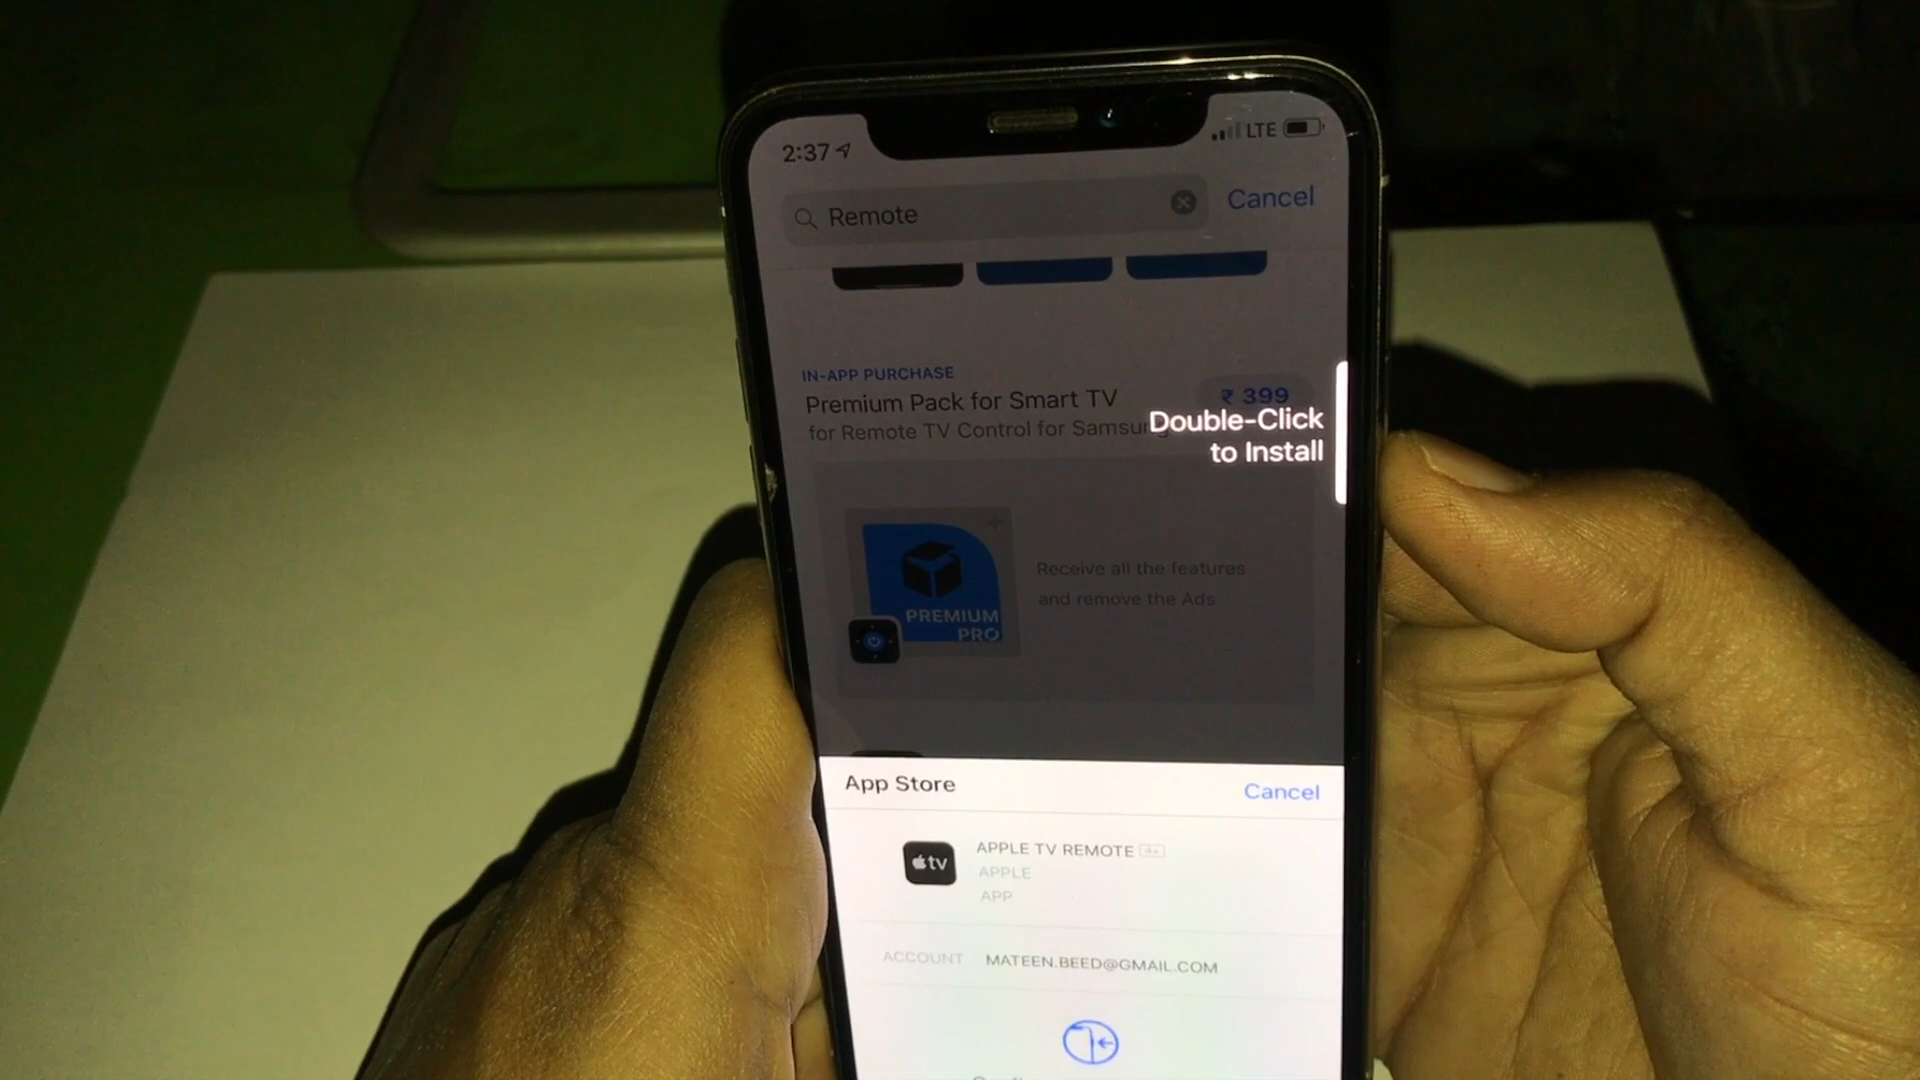 2:37
LTE
Remote
Cancel
IN-APP PURCHASE
Premium Pack for Smart TV
₹ 399
for Remote TV Control for Samsung
Double-Click
to Install
PREMIUM
PRO
Receive all the features
and remove the Ads
App Store
Cancel
tv
APPLE TV REMOTE 4+
APPLE
APP
ACCOUNT MATEEN.BEED@GMAIL.COM